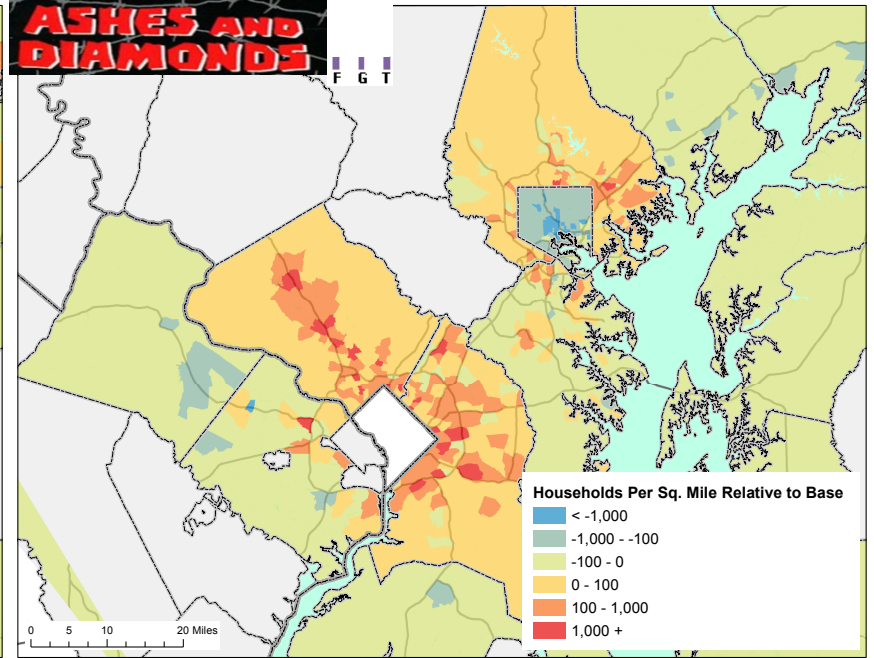 ASHES AND
DIAMONDS
F G T
Households Per Sq. Mile Relative to Base
< -1,000
-1,000 - -100
-100 - 0
0 - 100
100 - 1,000
1,000 +
0 5 10 20 Miles